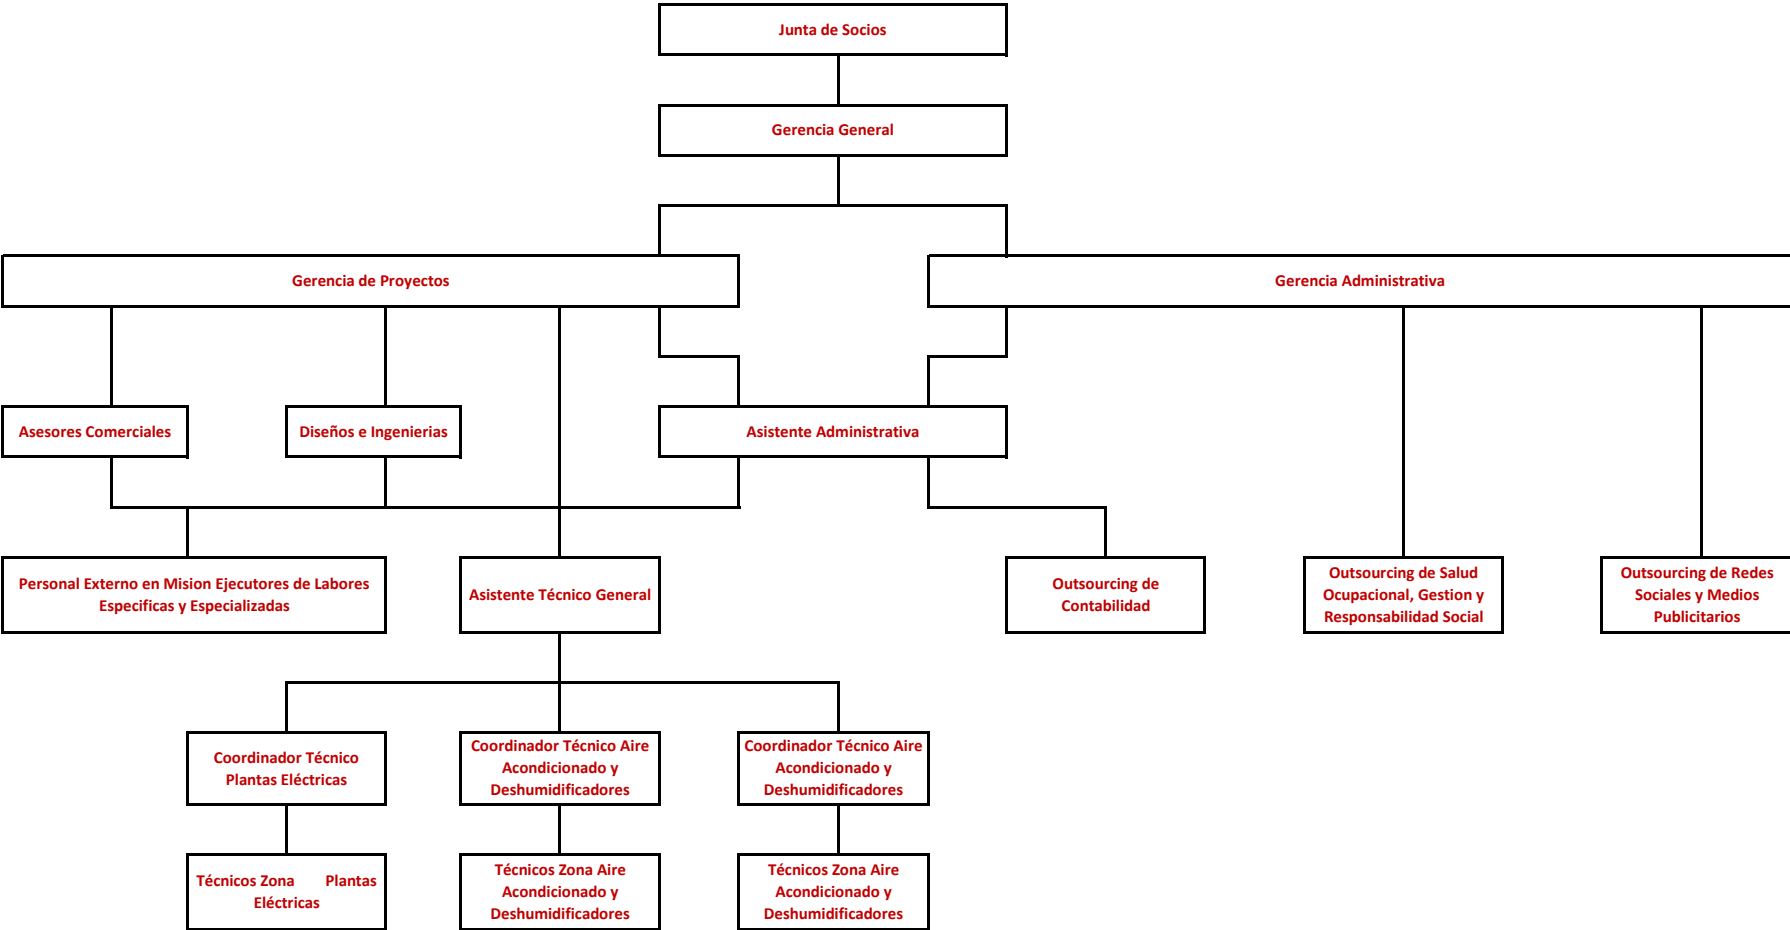 Junta de Socios
Gerencia General
Gerencia de Proyectos
Gerencia Administrativa
Asesores Comerciales
Diseños e Ingenierias
Asistente Administrativa
Personal Externo en Mision Ejecutores de Labores
Especificas y Especializadas
Asistente Técnico General
Outsourcing de
Contabilidad
Outsourcing de Salud
Ocupacional, Gestion y
Responsabilidad Social
Outsourcing de Redes
Sociales y Medios
Publicitarios
Coordinador Técnico
Plantas Eléctricas
Coordinador Técnico Aire
Acondicionado y
Deshumidificadores
Coordinador Técnico Aire
Acondicionado y
Deshumidificadores
Técnicos Zona Plantas
Eléctricas
Técnicos Zona Aire
Acondicionado y
Deshumidificadores
Técnicos Zona Aire
Acondicionado y
Deshumidificadores